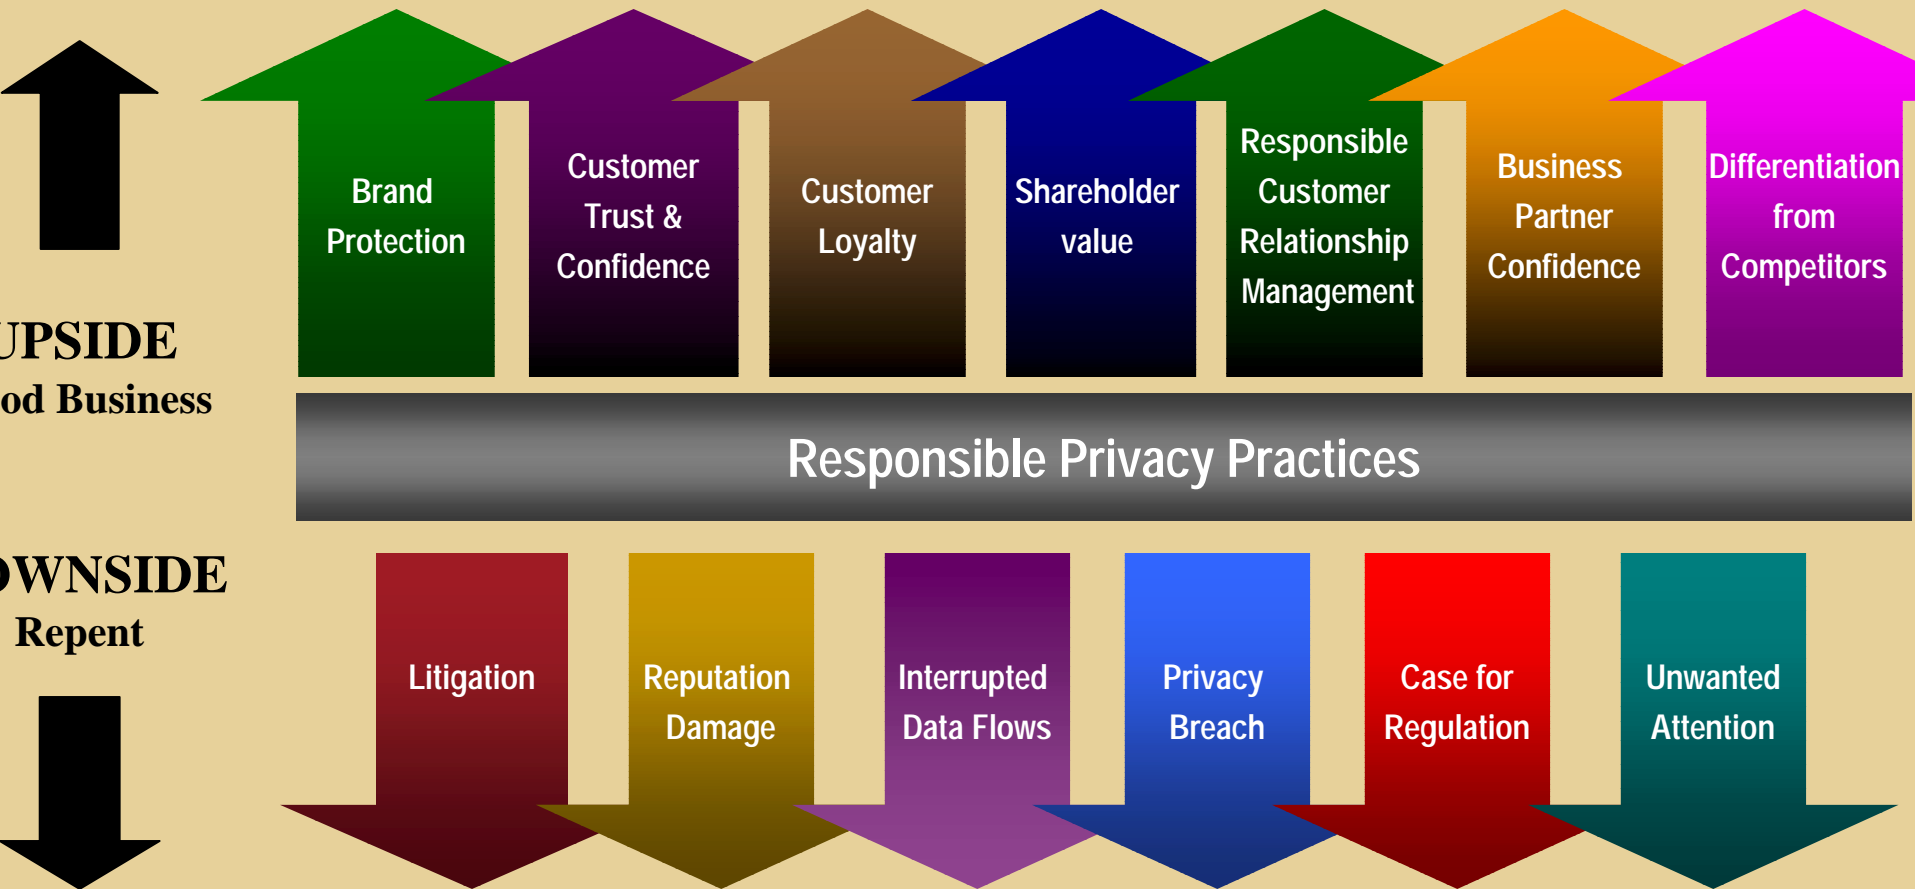 Brand
Protection
Customer
Trust &
Confidence
Customer
Loyalty
Shareholder
value
Responsible
Customer
Relationship
Management
Business
Partner
Confidence
Differentiation
from
Competitors
UPSIDE
Business
Responsible Privacy Practices
OWNSIDE
Repent
Litigation
Reputation
Damage
Interrupted
Data Flows
Privacy
Breach
Case for
Regulation
Unwanted
Attention